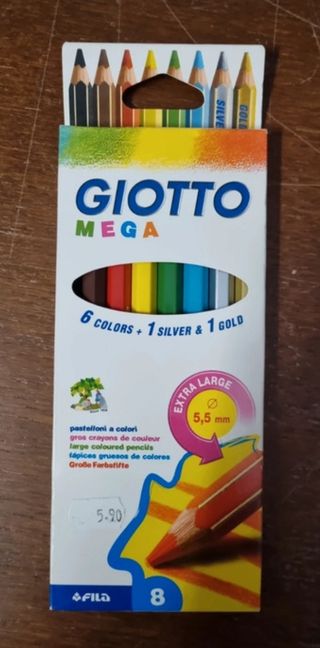 SILVER
GOLD
GIOTTO
MEGA
6 COLORS + 1 SILVER & 1 GOLD
EXTRA LARGE
Ø
5,5 mm
pastelloni a colori
gros crayons de couleur
large coloured pencils
lápices gruesos de colores
Große Farbstifte
5.20
FILA
8